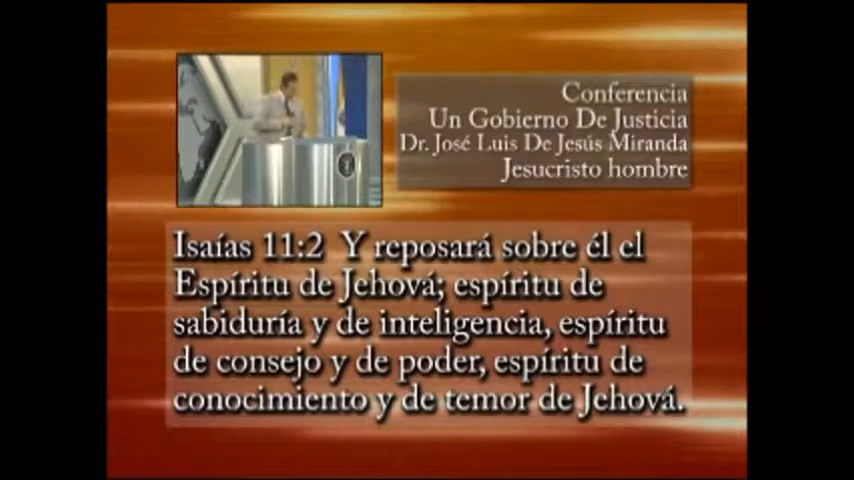 Conferencia
Un Gobierno De Justicia
Dr. José Luis De Jesús Miranda
Jesucristo hombre
Isaías 11:2 Y reposará sobre él el
Espíritu de Jehová; espíritu de
sabiduría y de inteligencia, espíritu
de consejo y de poder, espíritu de
conocimiento y de temor de Jehová.